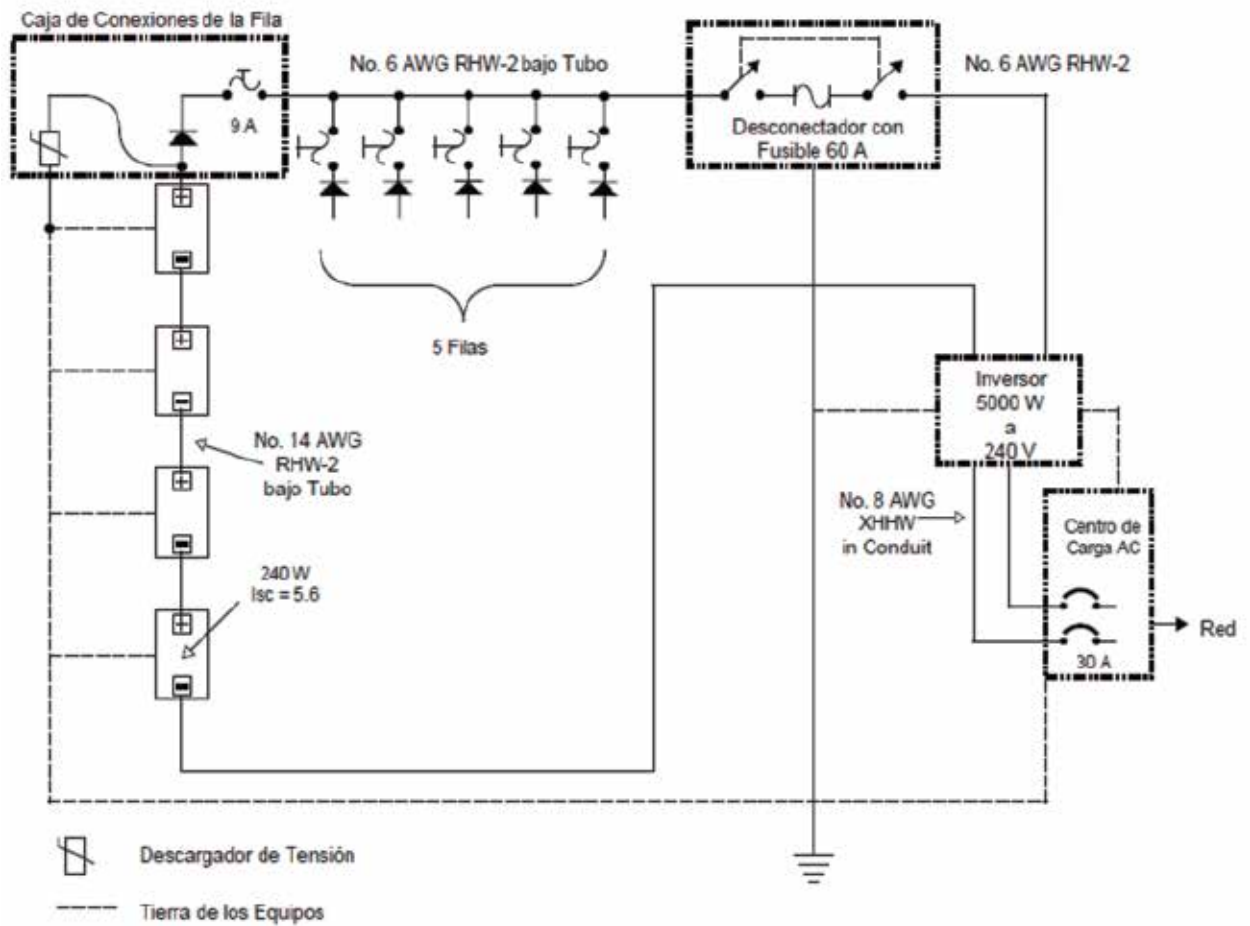 Caja de Conexiones de la Fila
No. 6 AWG RHW-2 bajo Tubo
No. 6 AWG RHW-2
9 A
Desconectador con
Fusible 60 A
5 Filas
Inversor
5000 W
a
240 V
No. 14 AWG
RHW-2
bajo Tubo
No. 8 AWG
XHHW
in Conduit
Centro de
Carga AC
240 W
Isc = 5.6
30 A
Red
Descargador de Tensión
Tierra de los Equipos